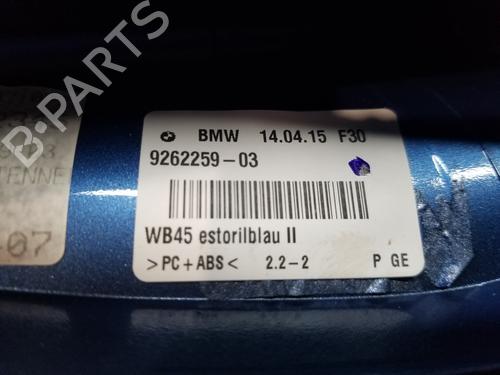 B-PARTS
BMW 14.04.15 F30
9262259-03
WB45 estorilblau II
>PC+ABS< 2.2-2 P GE
TENNE
07